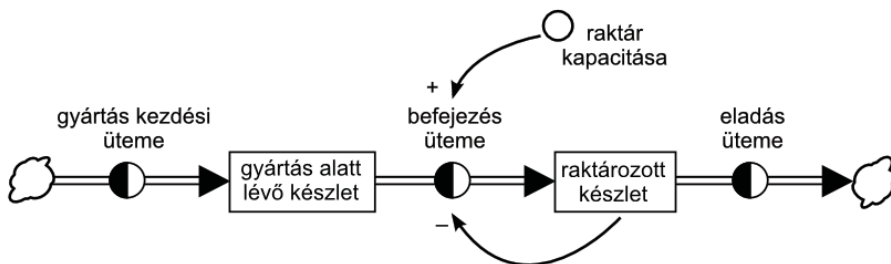 raktár
kapacitása
+
gyártás kezdési
üteme
befejezés
üteme
eladás
üteme
gyártás alatt
lévő készlet
raktározott
készlet
–